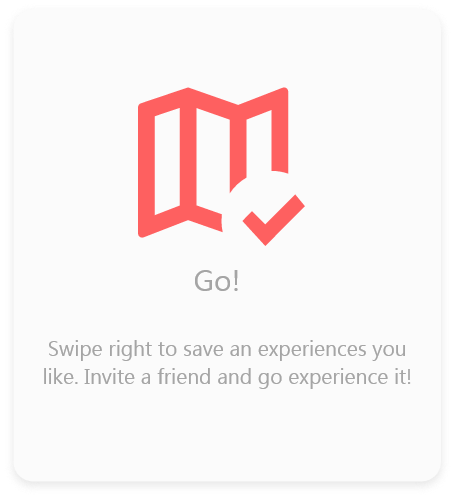 Go!
Swipe right to save an experiences you
like. Invite a friend and go experience it!